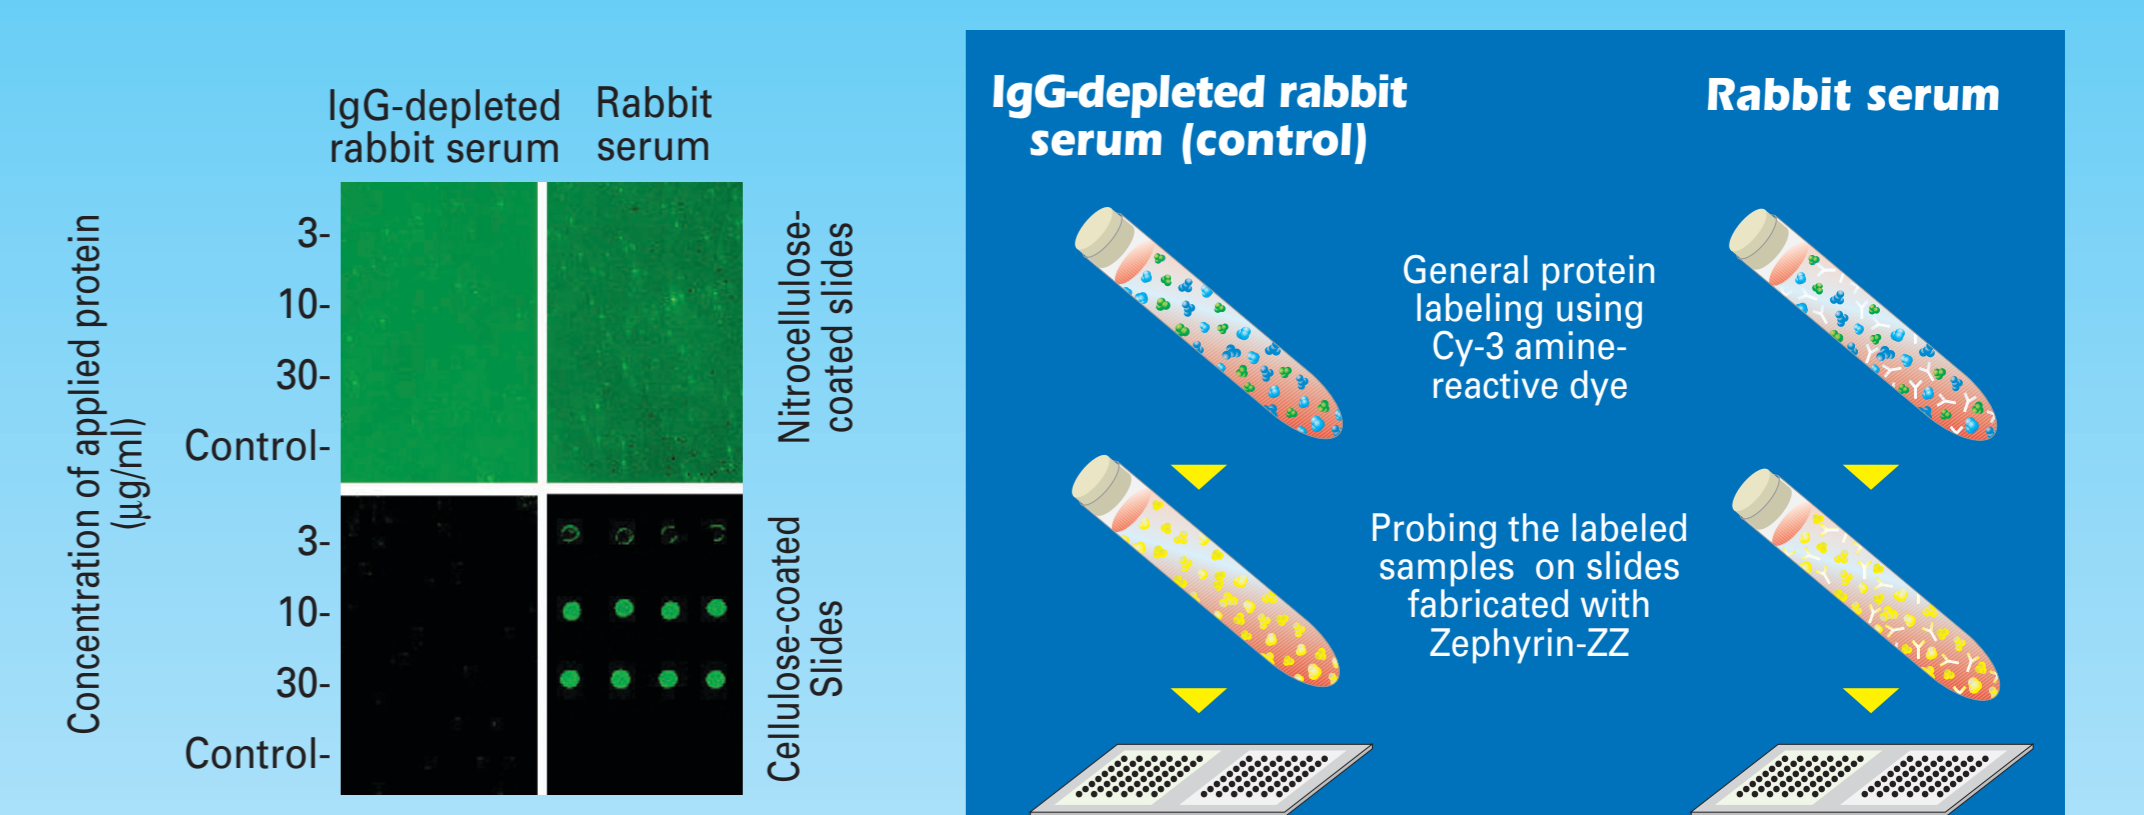 IgG-depleted
rabbit serum
Rabbit
serum
Concentration of applied protein
(µg/ml)
3-
10-
30-
Control-
Nitrocellulose-
coated slides
3-
10-
30-
Control-
Cellulose-coated
Slides
IgG-depleted rabbit
serum (control)
Rabbit serum
General protein
labeling using
Cy-3 amine-
reactive dye
Probing the labeled
samples on slides
fabricated with
Zephyrin-ZZ